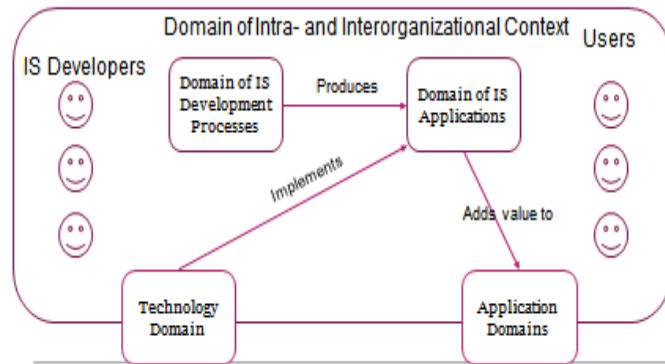 Domain of Intra- and Interorganizational Context
Users
IS Developers
Domain of IS
Development
Processes
Produces
Domain of IS
Applications
Implements
Adds value to
Technology
Domain
Application
Domains